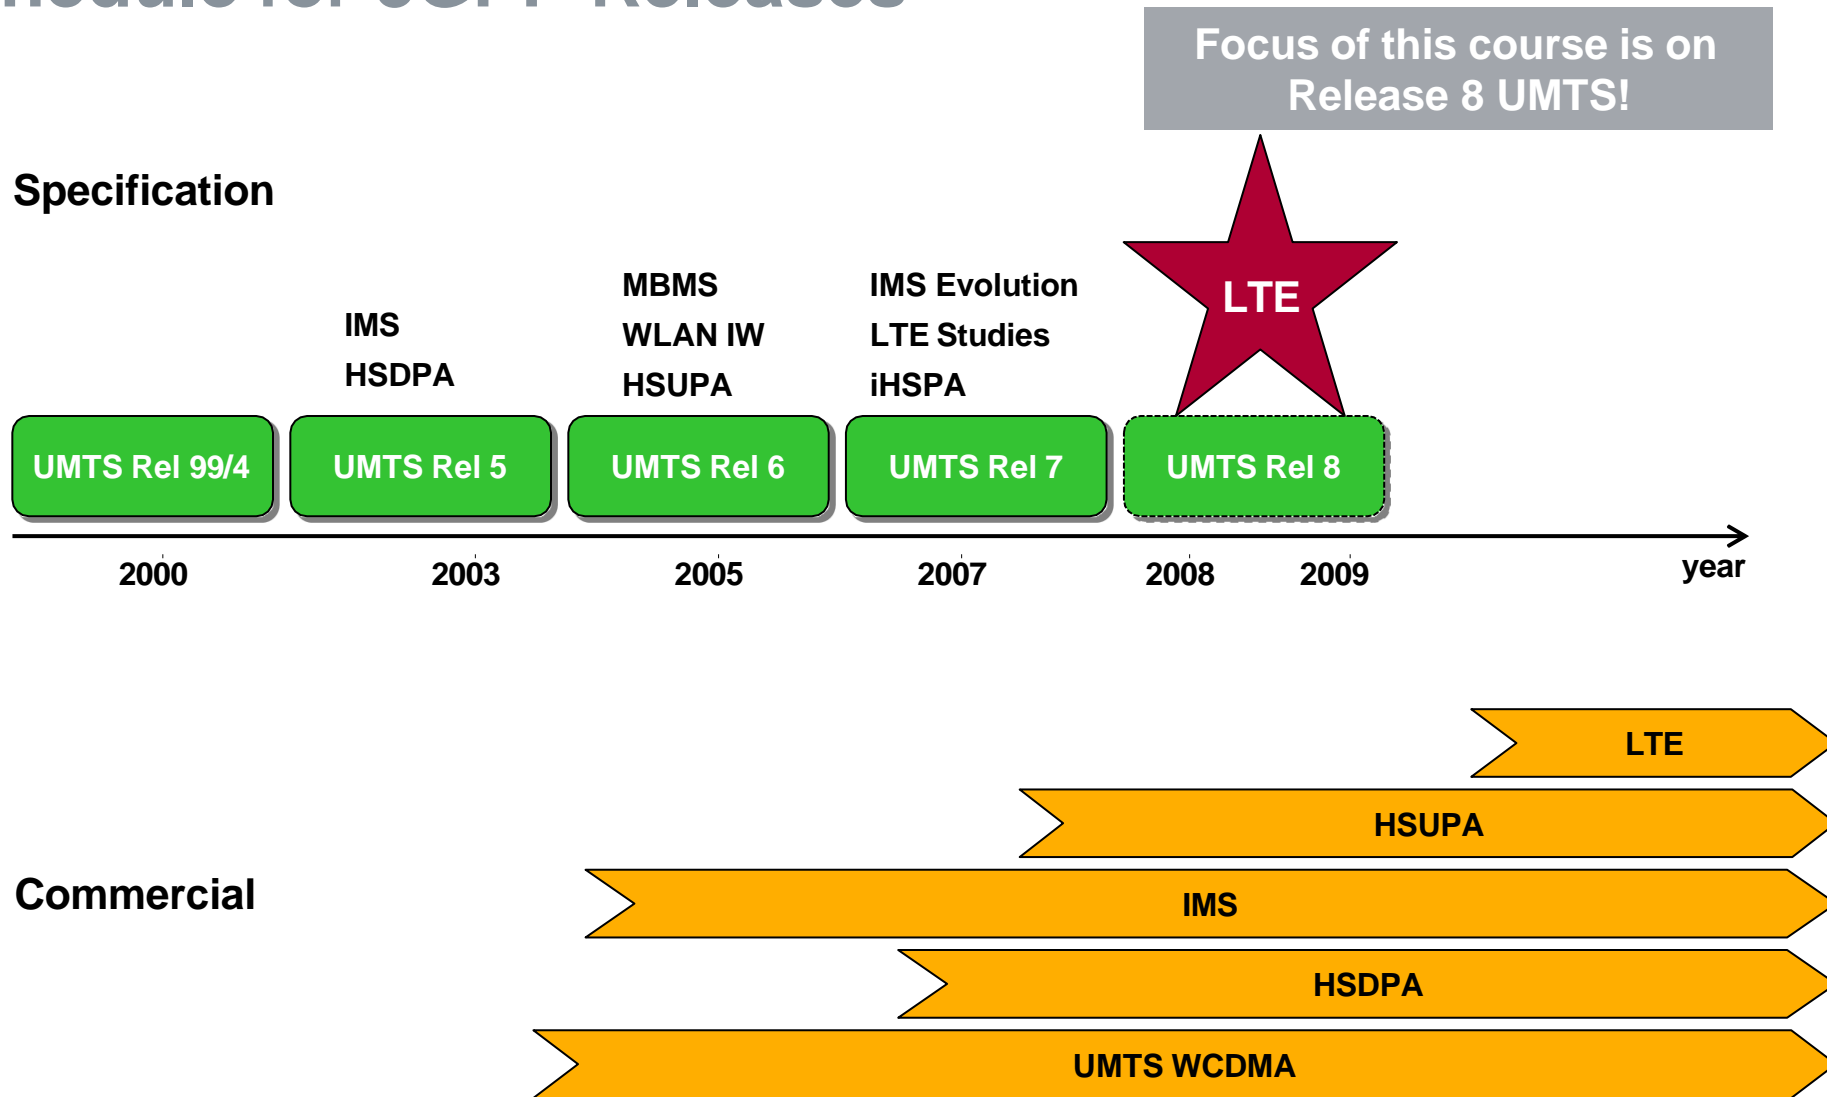 Releases
Focus of this course is on
Release 8 UMTS!
Specification
LTE
IMS
HSDPA
MBMS
WLAN IW
HSUPA
IMS Evolution
LTE Studies
iHSPA
UMTS Rel 99/4
UMTS Rel 5
UMTS Rel 6
UMTS Rel 7
UMTS Rel 8
2000
2003
2005
2007
2008
2009
year
LTE
HSUPA
Commercial
IMS
HSDPA
UMTS WCDMA